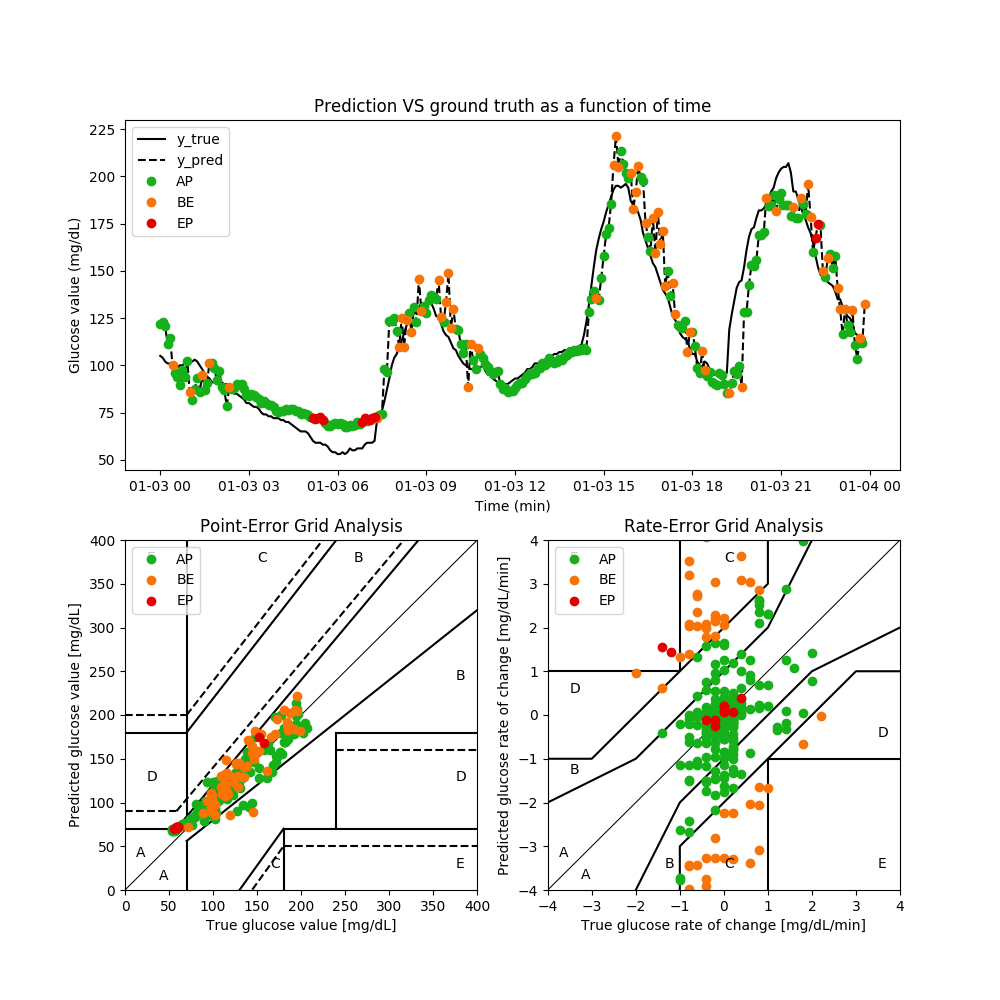 Prediction VS ground truth as a function of time
Glucose value (mg/dL)
225
200
175
150
125
100
75
50
y_true
y_pred
AP
BE
EP
01-03 00 01-03 03 01-03 06 01-03 09 01-03 12 01-03 15 01-03 18 01-03 21 01-04 00
Time (min)
Point-Error Grid Analysis
Predicted glucose value [mg/dL]
400
350
300
250
200
150
100
50
0
AP
BE
EP
C
B
B
D
D
A
A
C
E
0 50 100 150 200 250 300 350 400
True glucose value [mg/dL]
Rate-Error Grid Analysis
Predicted glucose rate of change [mg/dL/min]
4
3
2
1
0
−1
−2
−3
−4
AP
BE
EP
C
D
D
B
A
A
B
C
E
−4 −3 −2 −1 0 1 2 3 4
True glucose rate of change [mg/dL/min]